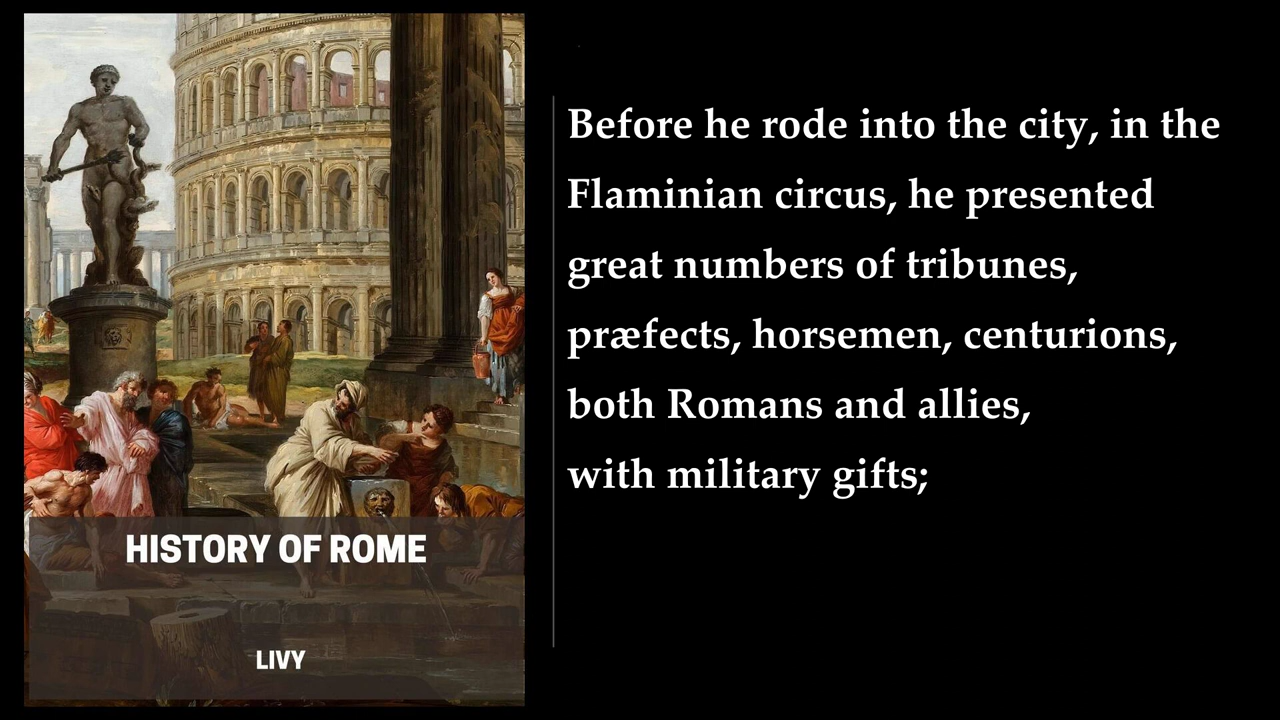 HISTORY OF ROME
LIVY
Before he rode into the city, in the
Flaminian circus, he presented
great numbers of tribunes,
præfects, horsemen, centurions,
both Romans and allies,
with military gifts;